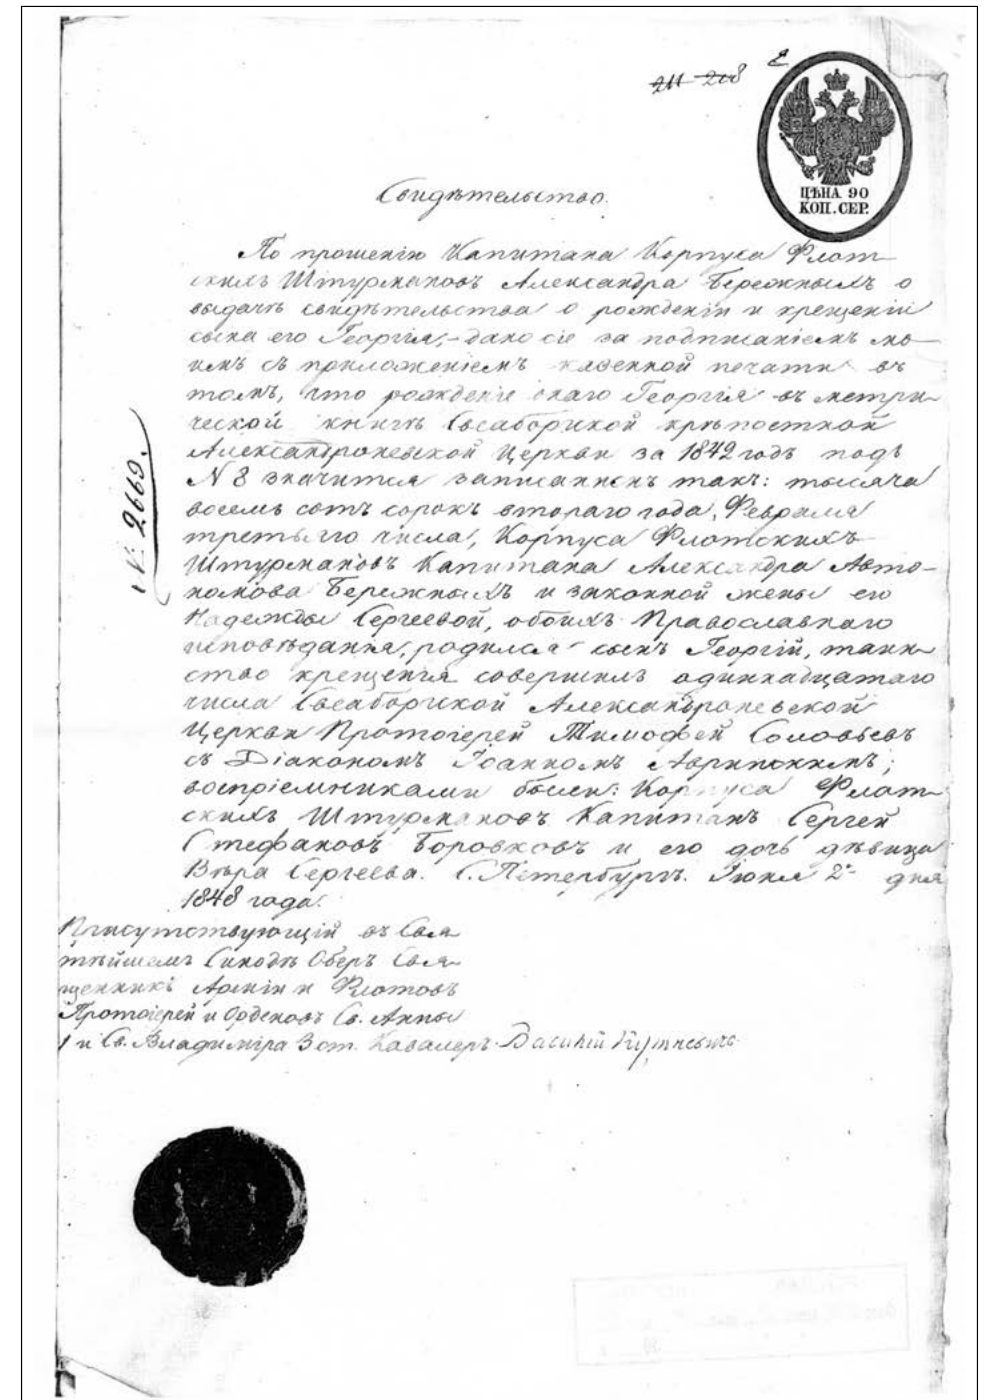 211-208
ЦѢНА 90
КОП. СЕР.
Свидѣтельство.
По прошенію Капитана Корпуса Флот-
скихъ Штурмановъ Александра Бережныхъ о
выдачѣ свидѣтельства о рожденіи и крещеніи
сына его Георгія,- дано сіе за подписаніемъ мо-
имъ съ приложеніемъ казенной печати въ
томъ, что рожденіе онаго Георгія въ метри-
ческой книгѣ Свеаборгской крѣпостной
Александроневской Церкви за 1842 годъ подъ
№ 8 значится записаннымъ такъ: тысяча
восемь сотъ сорокъ втораго года, Февраля
третьяго числа, Корпуса Флотскихъ
Штурмановъ Капитана Александра Авто-
номова Бережныхъ и законной жены его
Надежды Сергеевой, обоихъ Православнаго
исповѣданія, родился сынъ Георгій, таин-
ство крещенія совершилъ одиннадцатаго
числа Свеаборгской Александроневской
Церкви Протоіерей Тимофей Соловьевъ
съ Діакономъ Іоанномъ
воспріемниками были: Корпуса Флот-
скихъ Штурмановъ Капитанъ Сергей
Стефановъ Боровковъ и его дочь дѣвица
Вѣра Сергеева. С. Петербургъ. Іюня 2 дня
1848 года.
№ 2669.
Присутствующій въ Свя-
тѣйшемъ Синодѣ Оберъ Свя-
щенникъ Арміи и Флотовъ
Протоіерей и Орденовъ Св. Анны
1 и Св. Владиміра 3 ст. Кавалеръ Василій Кутневичъ